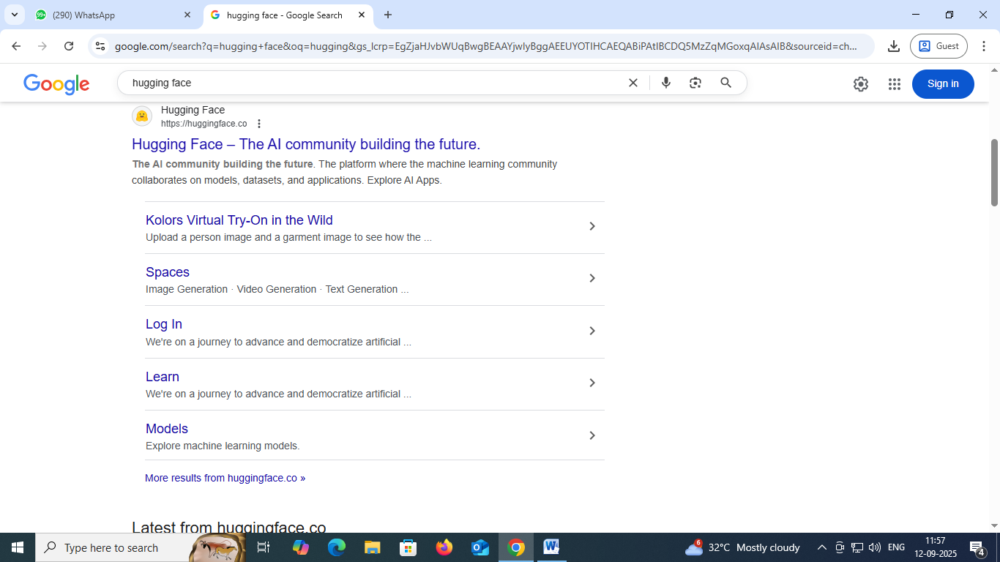 99+
(290) WhatsApp
hugging face - Google Search
google.com/search?q=hugging+face&oq=hugging&gs_lcrp=
Guest
Google
hugging face
Sign in
Hugging Face
https://huggingface.co
Hugging Face – The AI community building the future.
The AI community building the future. The platform where the machine learning community
collaborates on models, datasets, and applications. Explore AI Apps.
Kolors Virtual Try-On in the Wild
Upload a person image and a garment image to see how the ...
Spaces
Image Generation · Video Generation · Text Generation ...
Log In
We're on a journey to advance and democratize artificial ...
Learn
We're on a journey to advance and democratize artificial ...
Models
Explore machine learning models.
More results from huggingface.co »
Latest from huggingface.co
Type here to search
6
32°C Mostly cloudy
ENG
11:57
12-09-2025
4